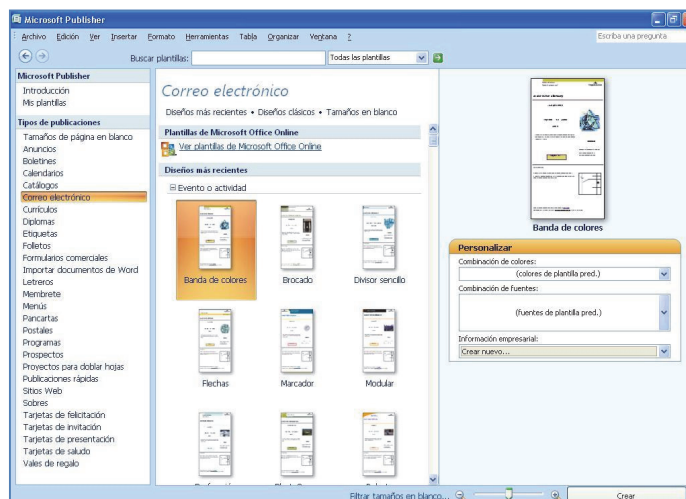 Microsoft Publisher
Archivo Edición Ver Insertar Formato Herramientas Tabla Organizar Ventana ?
Escriba una pregunta
Buscar plantillas:
Todas las plantillas
Microsoft Publisher
Introducción
Mis plantillas
Tipos de publicaciones
Tamaños de página en blanco
Anuncios
Boletines
Calendarios
Catálogos
Correo electrónico
Currículos
Diplomas
Etiquetas
Folletos
Formularios comerciales
Importar documentos de Word
Letreros
Membrete
Menús
Pancartas
Postales
Programas
Prospectos
Proyectos para doblar hojas
Publicaciones rápidas
Sitios Web
Sobres
Tarjetas de felicitación
Tarjetas de invitación
Tarjetas de presentación
Tarjetas de saludo
Vales de regalo
Correo electrónico
Diseños más recientes • Diseños clásicos • Tamaños en blanco
Plantillas de Microsoft Office Online
Ver plantillas de Microsoft Office Online
Diseños más recientes
Evento o actividad
Banda de colores
Brocado
Divisor sencillo
Flechas
Marcador
Modular
Banda de colores
Personalizar
Combinación de colores:
(colores de plantilla pred.)
Combinación de fuentes:
(fuentes de plantilla pred.)
Información empresarial:
Crear nuevo...
Filtrar tamaños en blanco...
Crear